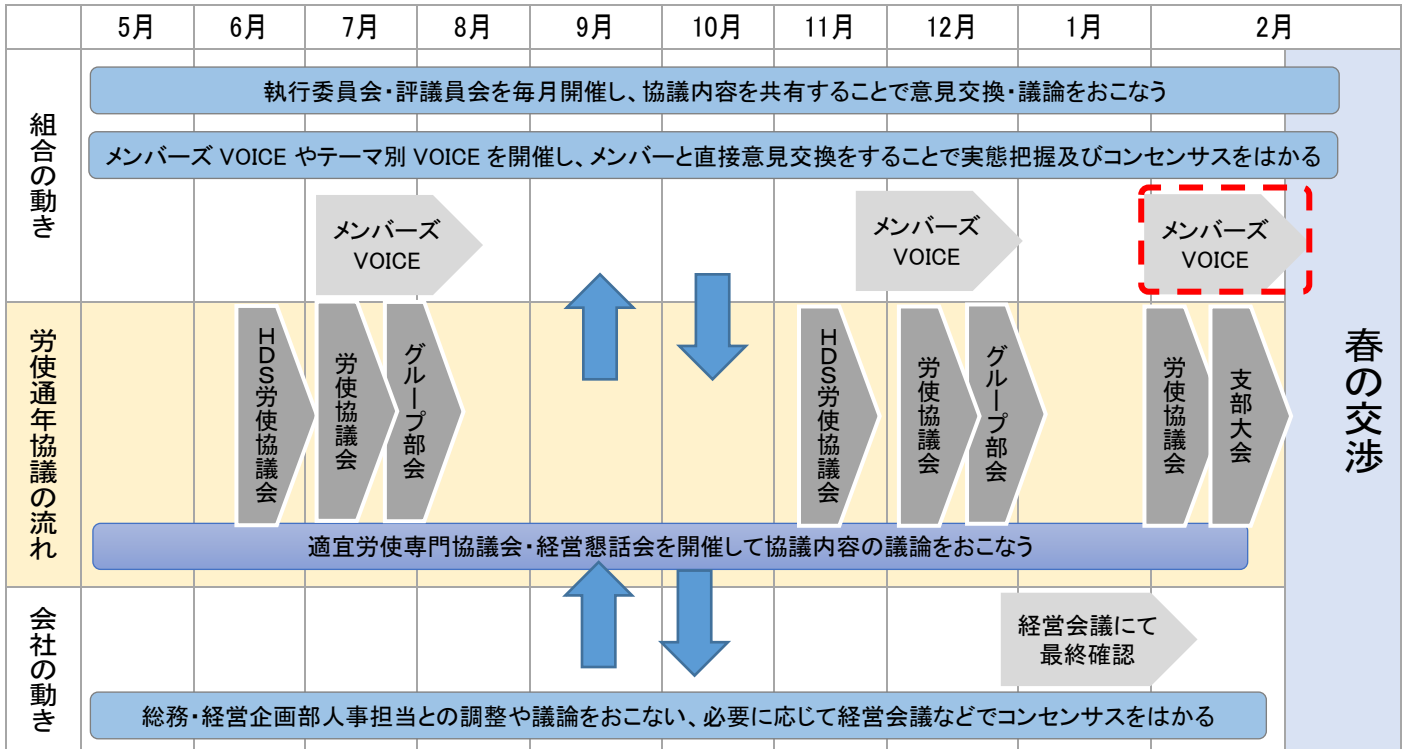 5月
6月
7月
8月
9月
10月
11月
12月
1月
2月
組合の動き
執行委員会・評議員会を毎月開催し、協議内容を共有することで意見交換・議論をおこなう
メンバーズ VOICE やテーマ別 VOICE を開催し、メンバーと直接意見交換をすることで実態把握及びコンセンサスをはかる
メンバーズ
VOICE
メンバーズ
VOICE
メンバーズ
VOICE
労使通年協議の流れ
HDS労使協議会
労使協議会
グループ部会
HDS労使協議会
労使協議会
グループ部会
労使協議会
支部大会
春の交渉
適宜労使専門協議会・経営懇話会を開催して協議内容の議論をおこなう
会社の動き
経営会議にて
最終確認
総務・経営企画部人事担当との調整や議論をおこない、必要に応じて経営会議などでコンセンサスをはかる